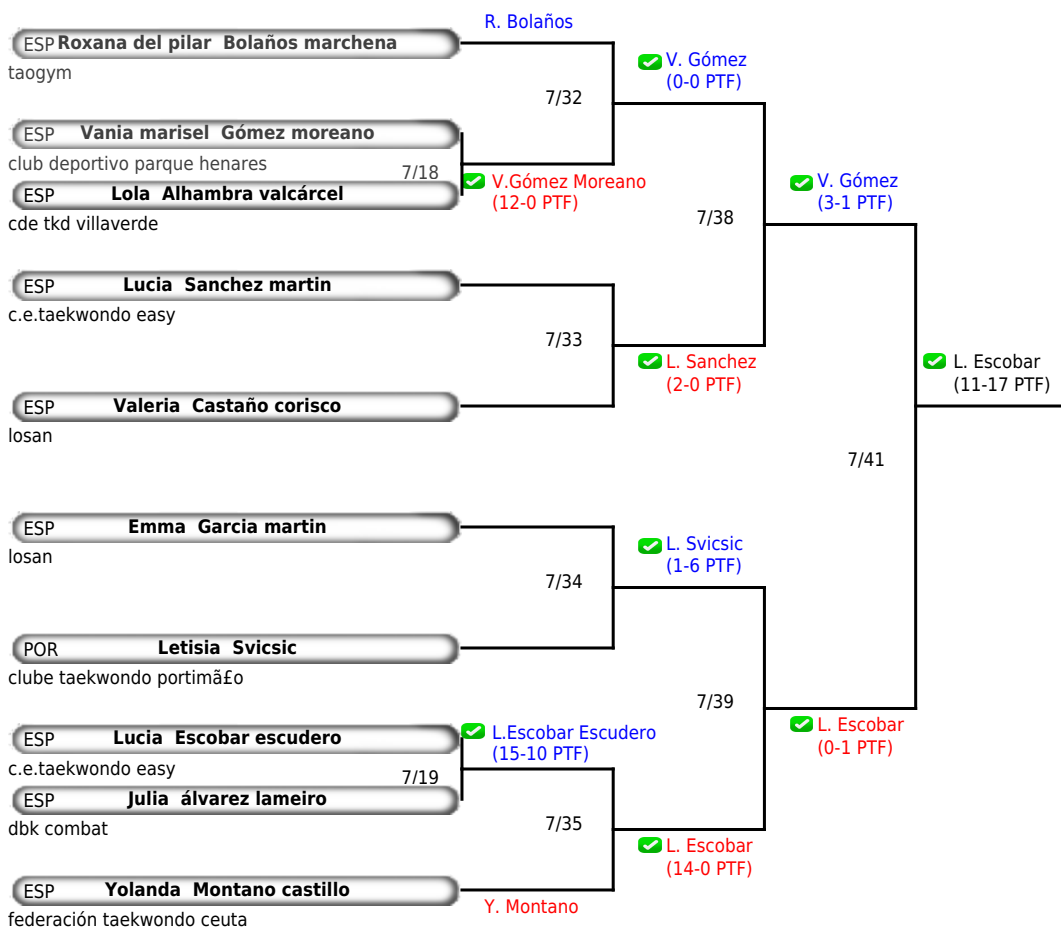 R. Bolaños
ESP Roxana del pilar Bolaños marchena
taogym
V. Gómez
(0-0 PTF)
7/32
ESP Vania marisel Gómez moreano
club deportivo parque henares
7/18
V.Gómez Moreano
(12-0 PTF)
ESP Lola Alhambra valcárcel
cde tkd villaverde
V. Gómez
(3-1 PTF)
7/38
ESP Lucia Sanchez martin
c.e.taekwondo easy
7/33
L. Sanchez
(2-0 PTF)
L. Escobar
(11-17 PTF)
ESP Valeria Castaño corisco
losan
7/41
ESP Emma Garcia martin
losan
L. Svicsic
(1-6 PTF)
7/34
POR Letisia Svicsic
clube taekwondo portimã£o
7/39
L. Escobar
(0-1 PTF)
ESP Lucia Escobar escudero
c.e.taekwondo easy
7/19
L.Escobar Escudero
(15-10 PTF)
ESP Julia álvarez lameiro
dbk combat
7/35
L. Escobar
(14-0 PTF)
ESP Yolanda Montano castillo
federación taekwondo ceuta
Y. Montano